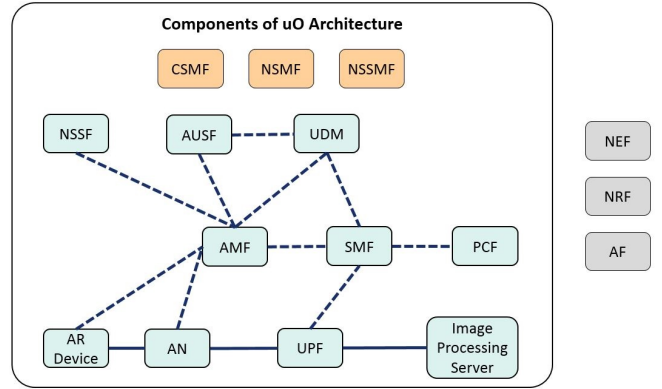 Components of uO Architecture
CSMF
NSMF
NSSMF
NSSF
AUSF
UDM
NEF
NRF
AF
AMF
SMF
PCF
AR
Device
AN
UPF
Image
Processing
Server